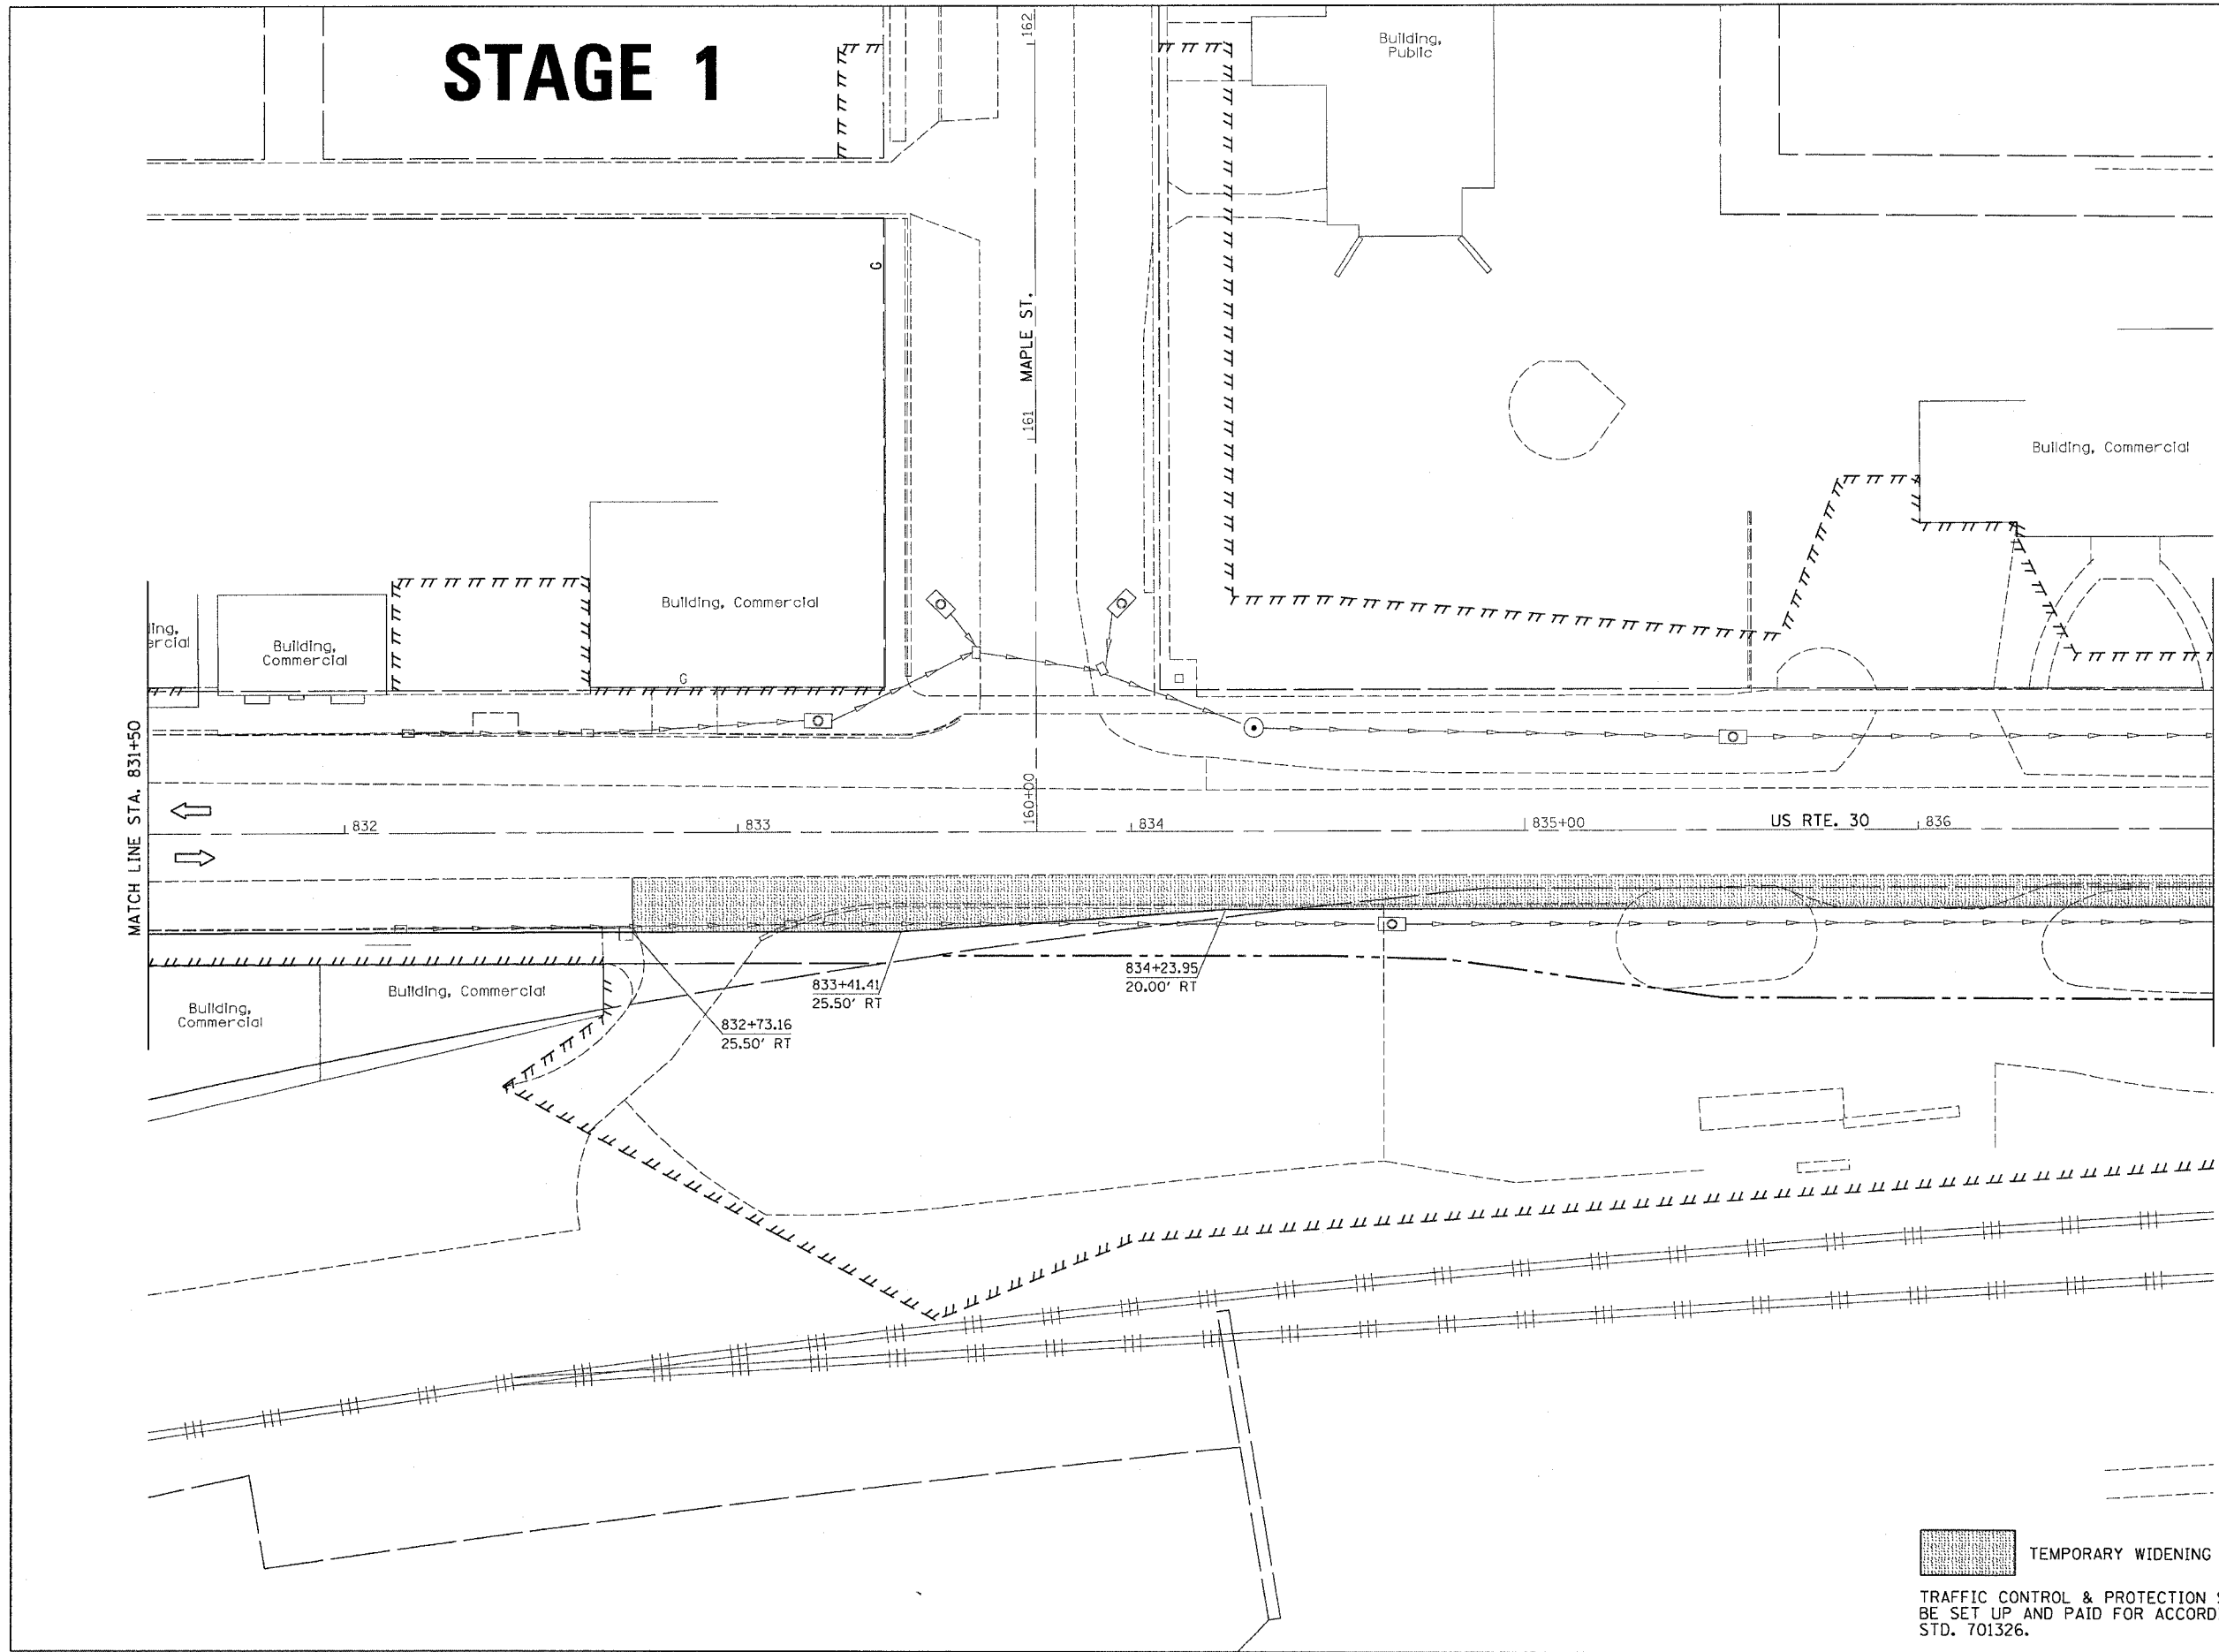 STAGE 1
162
Building,
Public
G
MAPLE ST.
161
Building, Commercial
Building, Commercial
ling,
ercial
Building,
Commercial
G
MATCH LINE STA. 831+50
160+00
832
833
834
835+00
US RTE. 30
836
833+41.41
25.50' RT
834+23.95
20.00' RT
832+73.16
25.50' RT
Building, Commercial
Building,
Commercial
TEMPORARY WIDENING
TRAFFIC CONTROL & PROTECTION
BE SET UP AND PAID FOR ACCORD
STD. 701326.